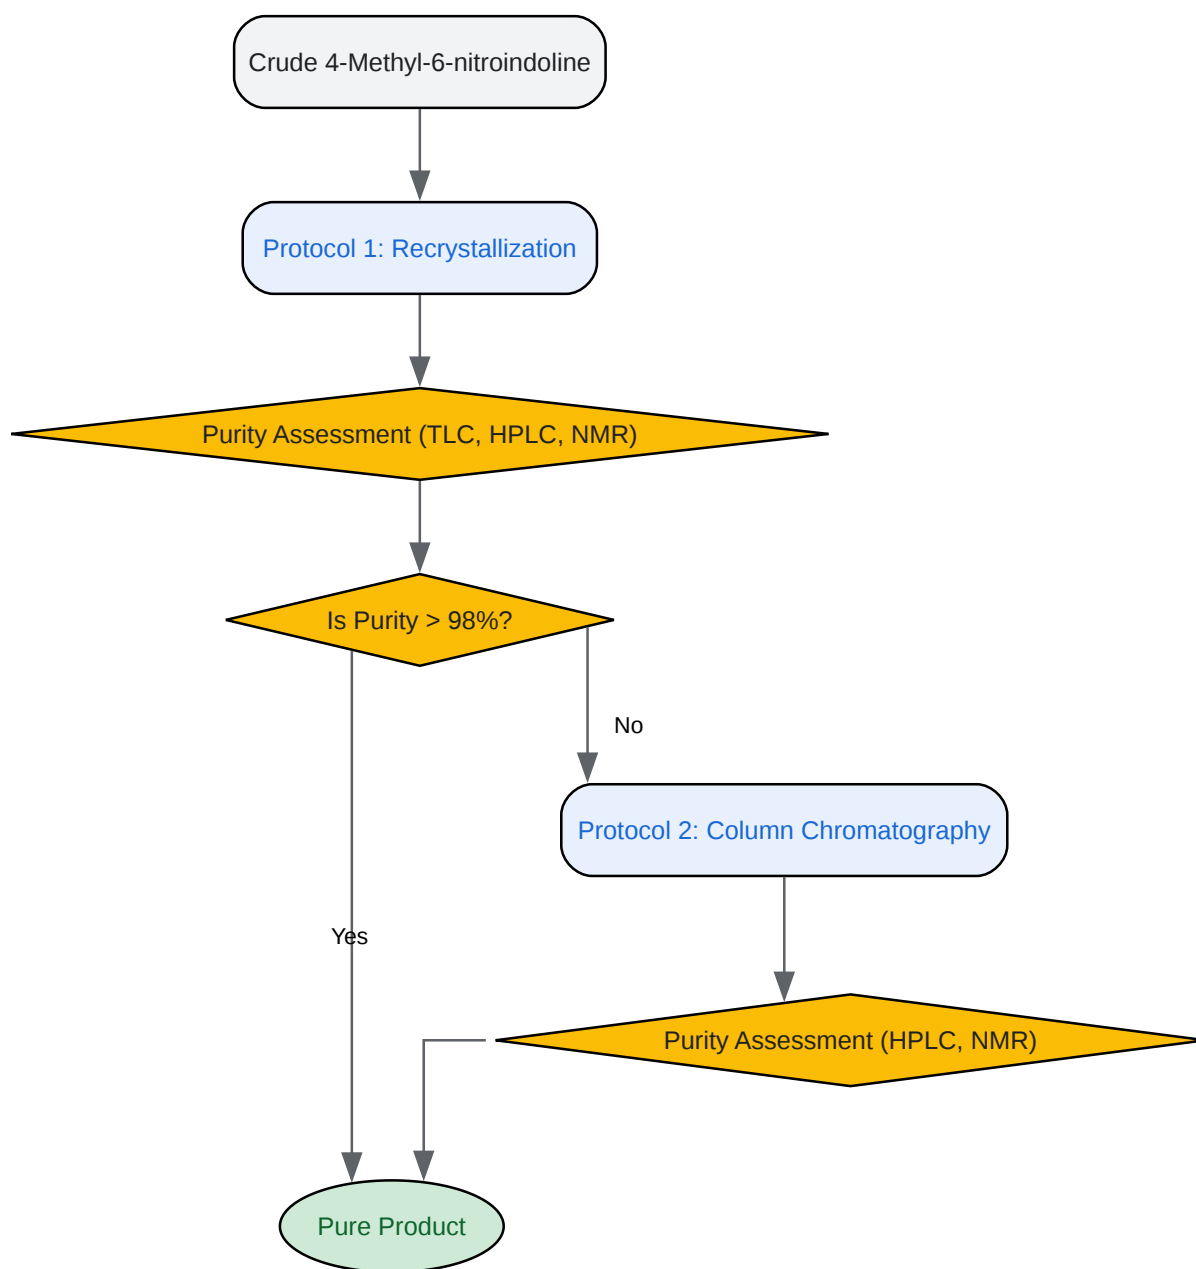 Crude 4-Methyl-6-nitroindoline
Protocol 1: Recrystallization
Purity Assessment (TLC, HPLC, NMR)
Is Purity > 98%?
No
Protocol 2: Column Chromatography
Yes
Purity Assessment (HPLC, NMR)
Pure Product